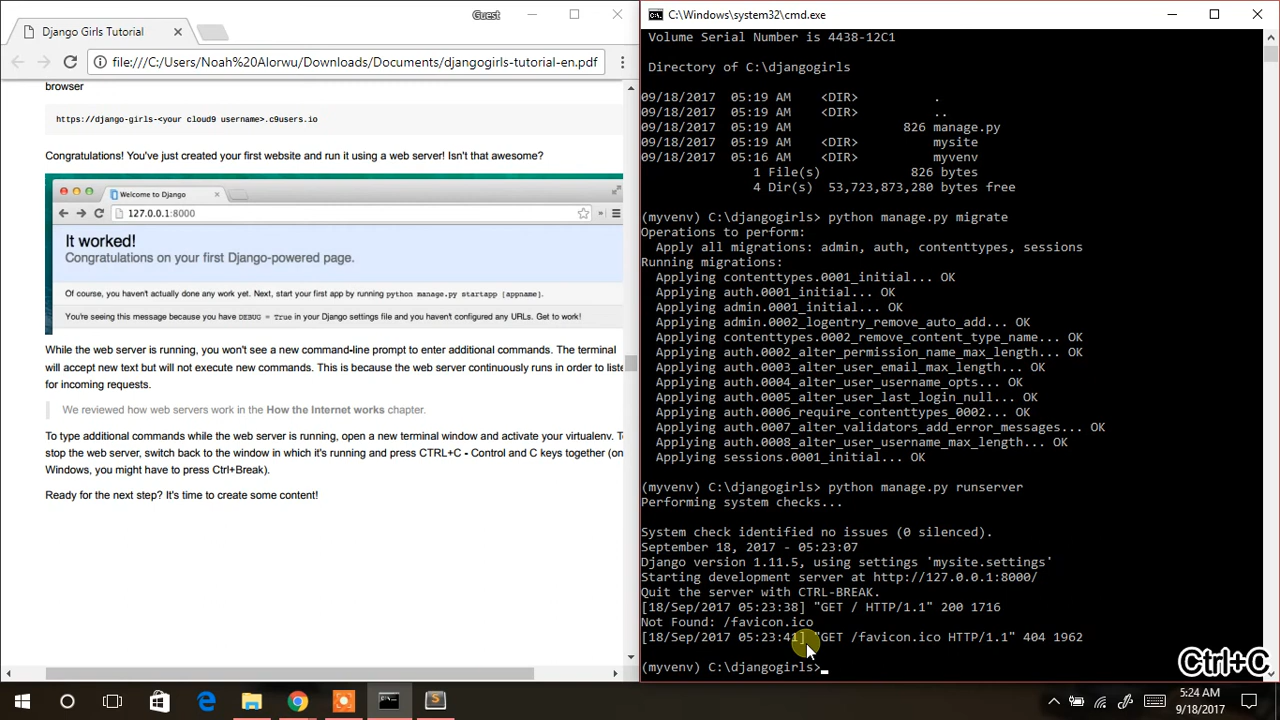 Guest
Django Girls Tutorial
file:///C:/Users/Noah%20Alorwu/Downloads/Documents/djangogirls-tutorial-en.pdf
browser
https://django-girls-<your cloud9 username>.c9users.io
Congratulations! You've just created your first website and run it using a web server! Isn't that awesome?
Welcome to Django
127.0.0.1:8000
It worked!
Congratulations on your first Django-powered page.
Of course, you haven't actually done any work yet. Next, start your first app by running python manage.py startapp [appname].
You're seeing this message because you have DEBUG = True in your Django settings file and you haven't configured any URLs. Get to work!
While the web server is running, you won't see a new command-line prompt to enter additional commands. The terminal
will accept new text but will not execute new commands. This is because the web server continuously runs in order to liste
for incoming requests.
We reviewed how web servers work in the How the Internet works chapter.
To type additional commands while the web server is running, open a new terminal window and activate your virtualenv. T
stop the web server, switch back to the window in which it's running and press CTRL+C - Control and C keys together (on
Windows, you might have to press Ctrl+Break).
Ready for the next step? It's time to create some content!
C:\Windows\system32\cmd.exe
Volume Serial Number is 4438-12C1
Directory of C:\djangogirls
09/18/2017  05:19 AM    <DIR>          .
09/18/2017  05:19 AM    <DIR>          ..
09/18/2017  05:19 AM               826 manage.py
09/18/2017  05:19 AM    <DIR>          mysite
09/18/2017  05:16 AM    <DIR>          myvenv
1 File(s)            826 bytes
4 Dir(s)  53,723,873,280 bytes free
(myvenv) C:\djangogirls> python manage.py migrate
Operations to perform:
Apply all migrations: admin, auth, contenttypes, sessions
Running migrations:
Applying contenttypes.0001_initial... OK
Applying auth.0001_initial... OK
Applying admin.0001_initial... OK
Applying admin.0002_logentry_remove_auto_add... OK
Applying contenttypes.0002_remove_content_type_name... OK
Applying auth.0002_alter_permission_name_max_length... OK
Applying auth.0003_alter_user_email_max_length... OK
Applying auth.0004_alter_user_username_opts... OK
Applying auth.0005_alter_user_last_login_null... OK
Applying auth.0006_require_contenttypes_0002... OK
Applying auth.0007_alter_validators_add_error_messages... OK
Applying auth.0008_alter_user_username_max_length... OK
Applying sessions.0001_initial... OK
(myvenv) C:\djangogirls> python manage.py runserver
Performing system checks...
System check identified no issues (0 silenced).
September 18, 2017 - 05:23:07
Django version 1.11.5, using settings 'mysite.settings'
Starting development server at http://127.0.0.1:8000/
Quit the server with CTRL-BREAK.
[18/Sep/2017 05:23:38] "GET / HTTP/1.1" 200 1716
Not Found: /favicon.ico
[18/Sep/2017 05:23:41] "GET /favicon.ico HTTP/1.1" 404 1962
(myvenv) C:\djangogirls>
Ctrl+C
5:24 AM
9/18/2017